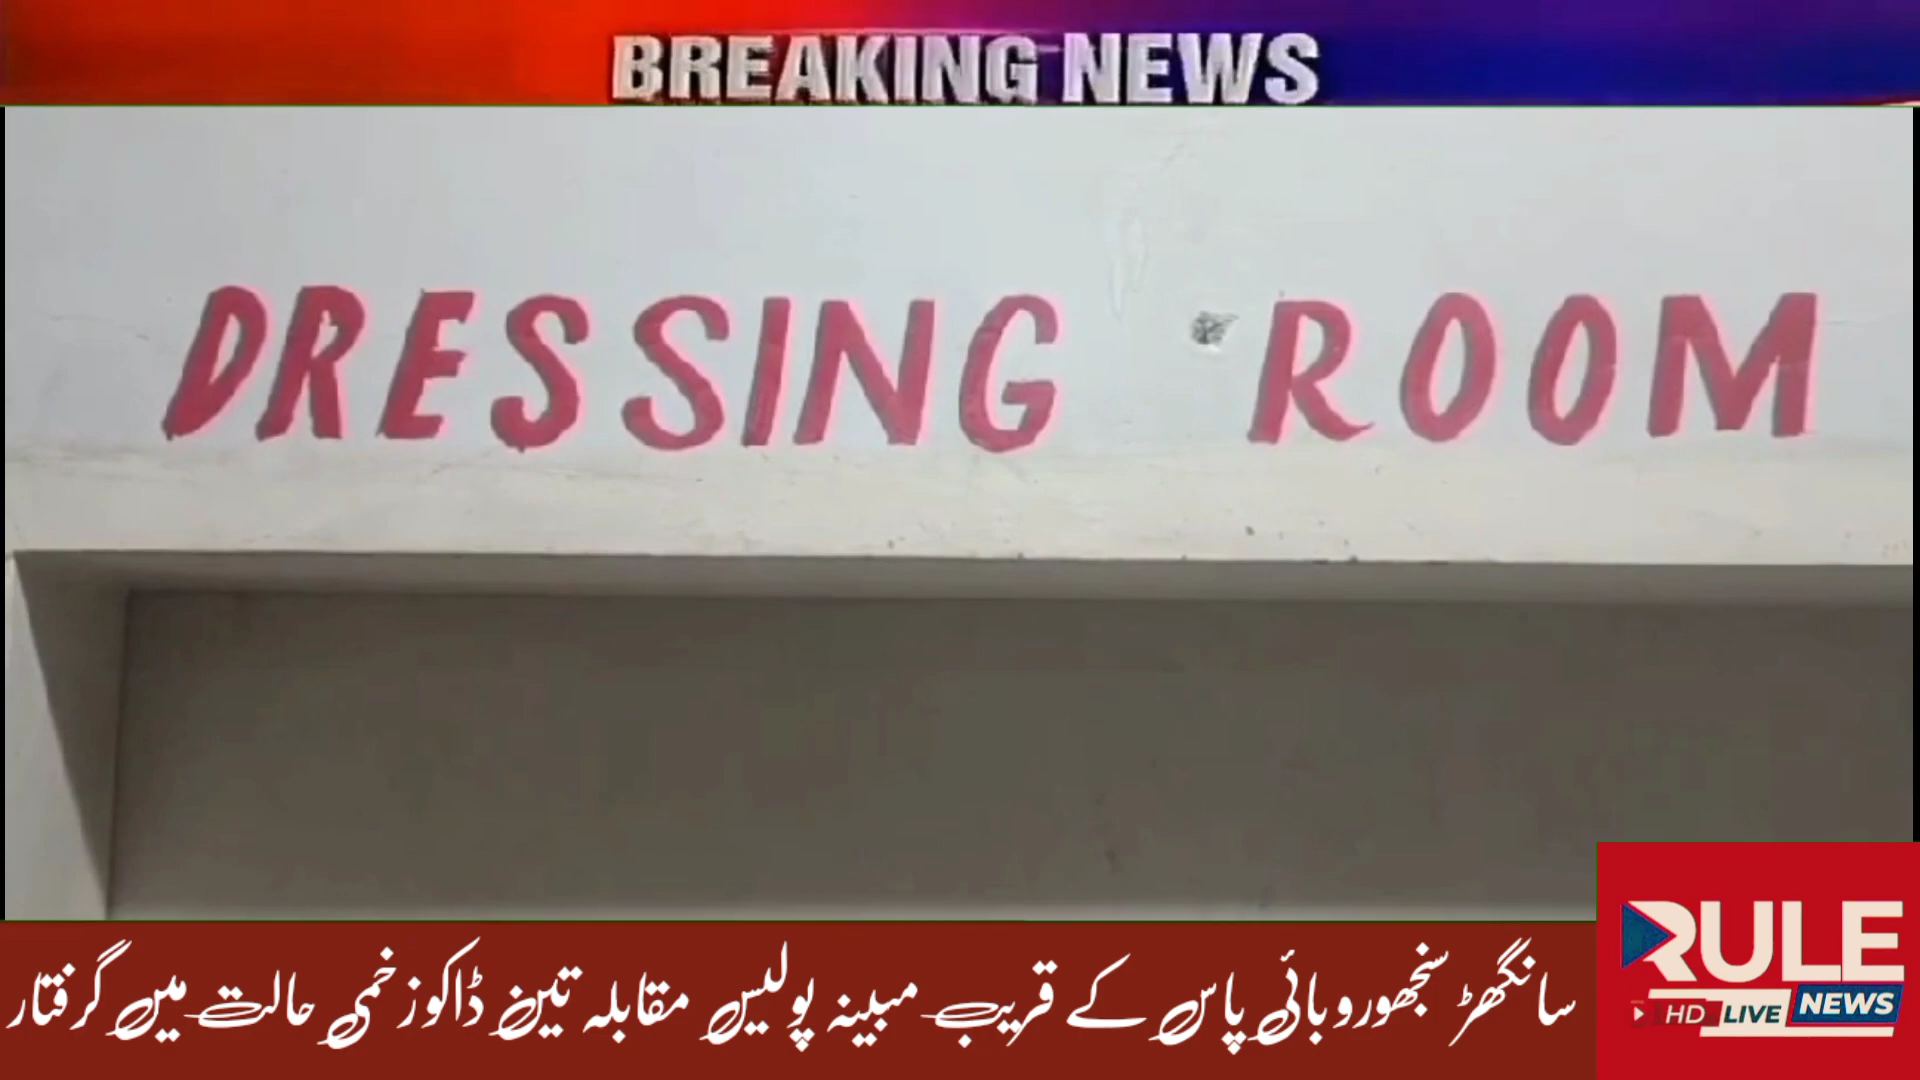 BREAKING NEWS
DRESSING ROOM
سانگھڑ سنجھورو بائی پاس کے قریب مبینہ پولیس مقابلہ تین ڈاکو زخمی حالت میں گرفتار
RULE
HD LIVE NEWS